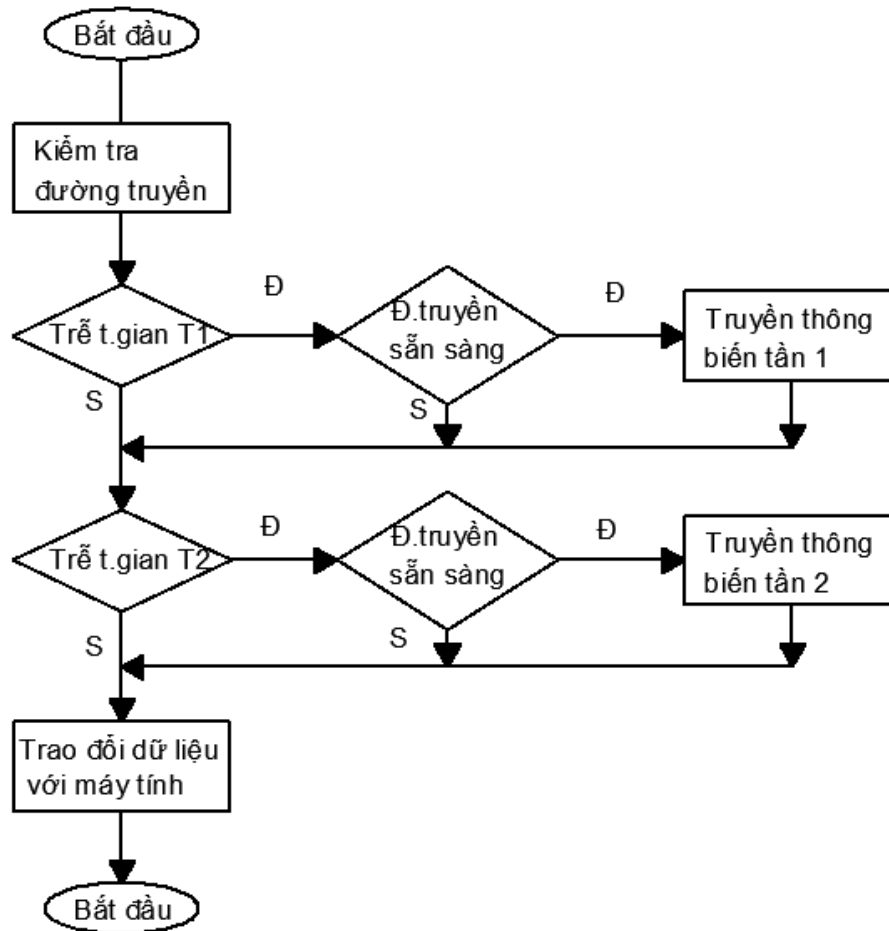 Bắt đầu
Kiểm tra
đường truyền
Trễ t.gian T1
Đ
Đ.truyền
sẵn sàng
Đ
Truyền thông
biến tần 1
S
S
Trễ t.gian T2
Đ
Đ.truyền
sẵn sàng
Đ
Truyền thông
biến tần 2
S
S
Trao đổi dữ liệu
với máy tính
Bắt đầu